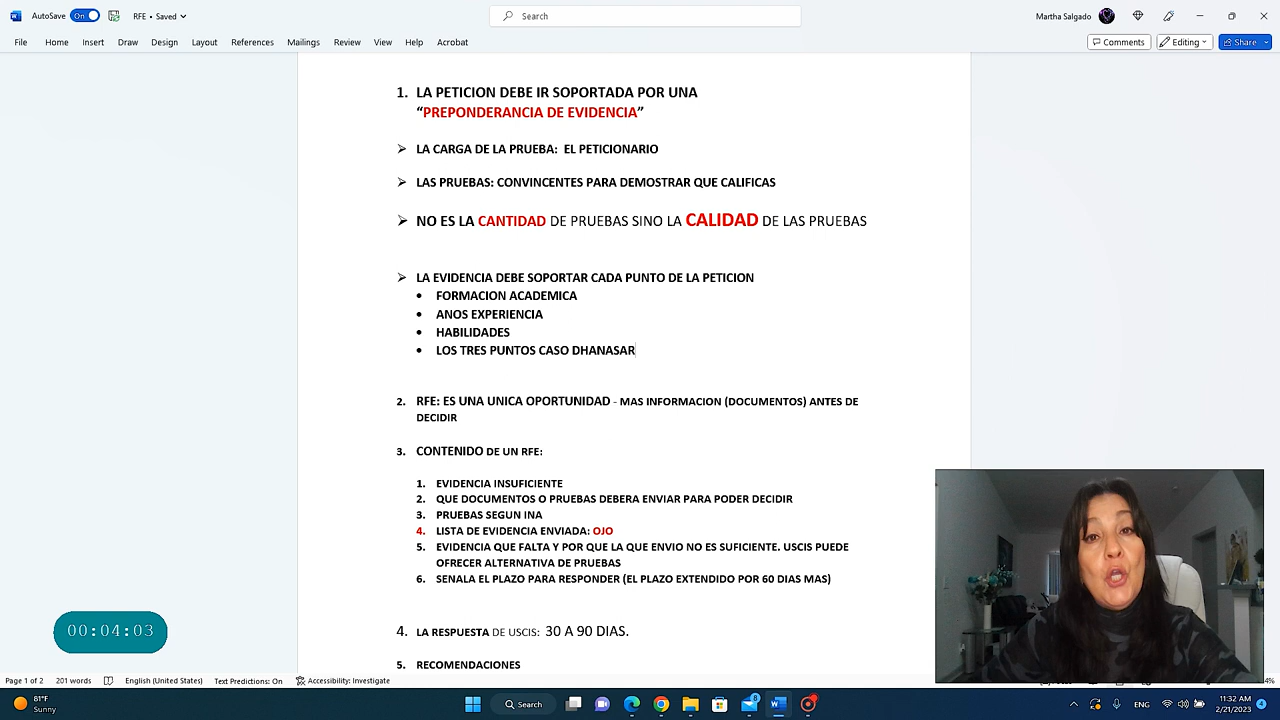 AutoSave On RFE • Saved Search Martha Salgado
File Home Insert Draw Design Layout References Mailings Review View Help Acrobat Comments Editing Share
1. LA PETICION DEBE IR SOPORTADA POR UNA
“PREPONDERANCIA DE EVIDENCIA”
➢ LA CARGA DE LA PRUEBA: EL PETICIONARIO
➢ LAS PRUEBAS: CONVINCENTES PARA DEMOSTRAR QUE CALIFICAS
➢ NO ES LA CANTIDAD DE PRUEBAS SINO LA CALIDAD DE LAS PRUEBAS
➢ LA EVIDENCIA DEBE SOPORTAR CADA PUNTO DE LA PETICION
• FORMACION ACADEMICA
• ANOS EXPERIENCIA
• HABILIDADES
• LOS TRES PUNTOS CASO DHANASAR
2. RFE: ES UNA UNICA OPORTUNIDAD - MAS INFORMACION (DOCUMENTOS) ANTES DE
DECIDIR
3. CONTENIDO DE UN RFE:
1. EVIDENCIA INSUFICIENTE
2. QUE DOCUMENTOS O PRUEBAS DEBERA ENVIAR PARA PODER DECIDIR
3. PRUEBAS SEGUN INA
4. LISTA DE EVIDENCIA ENVIADA: OJO
5. EVIDENCIA QUE FALTA Y POR QUE LA QUE ENVIO NO ES SUFICIENTE. USCIS PUEDE
OFRECER ALTERNATIVA DE PRUEBAS
6. SENALA EL PLAZO PARA RESPONDER (EL PLAZO EXTENDIDO POR 60 DIAS MAS)
00:04:03
4. LA RESPUESTA DE USCIS: 30 A 90 DIAS.
5. RECOMENDACIONES
Page 1 of 2 201 words English (United States) Text Predictions: On Accessibility: Investigate
81°F
Sunny
Search
11:32 AM
2/21/2023